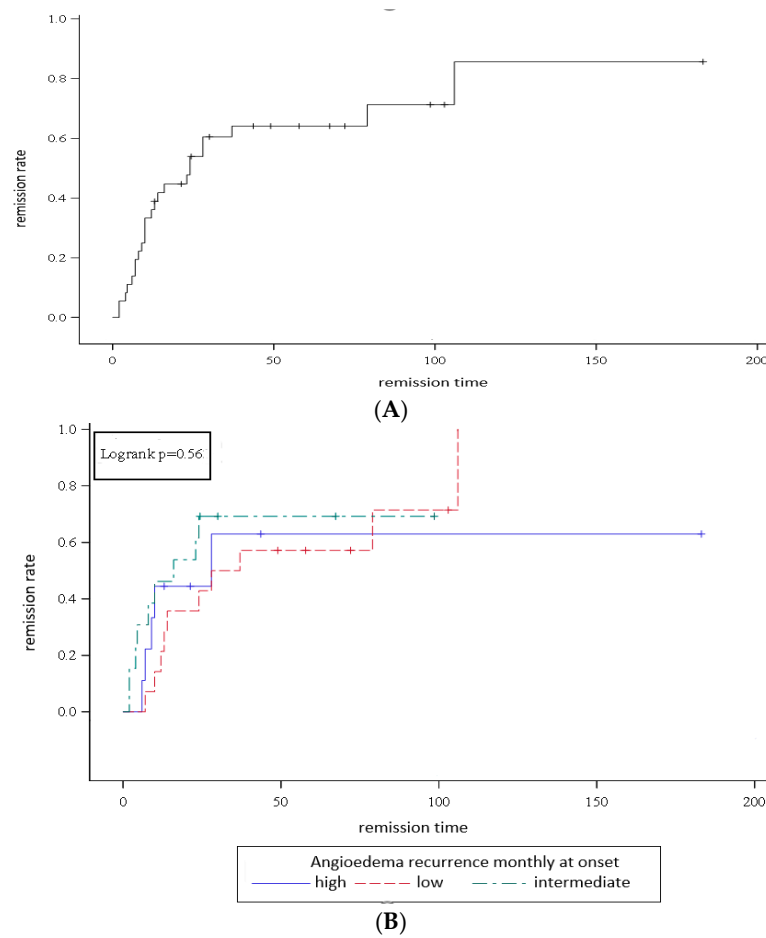 1.0
0.8
0.6
0.4
0.2
0.0
remission rate
0 50 100 150 200
remission time
(A)
Logrank p=0.56
1.0
0.8
0.6
0.4
0.2
0.0
remission rate
0 50 100 150 200
remission time
Angioedema recurrence monthly at onset
high low intermediate
(B)